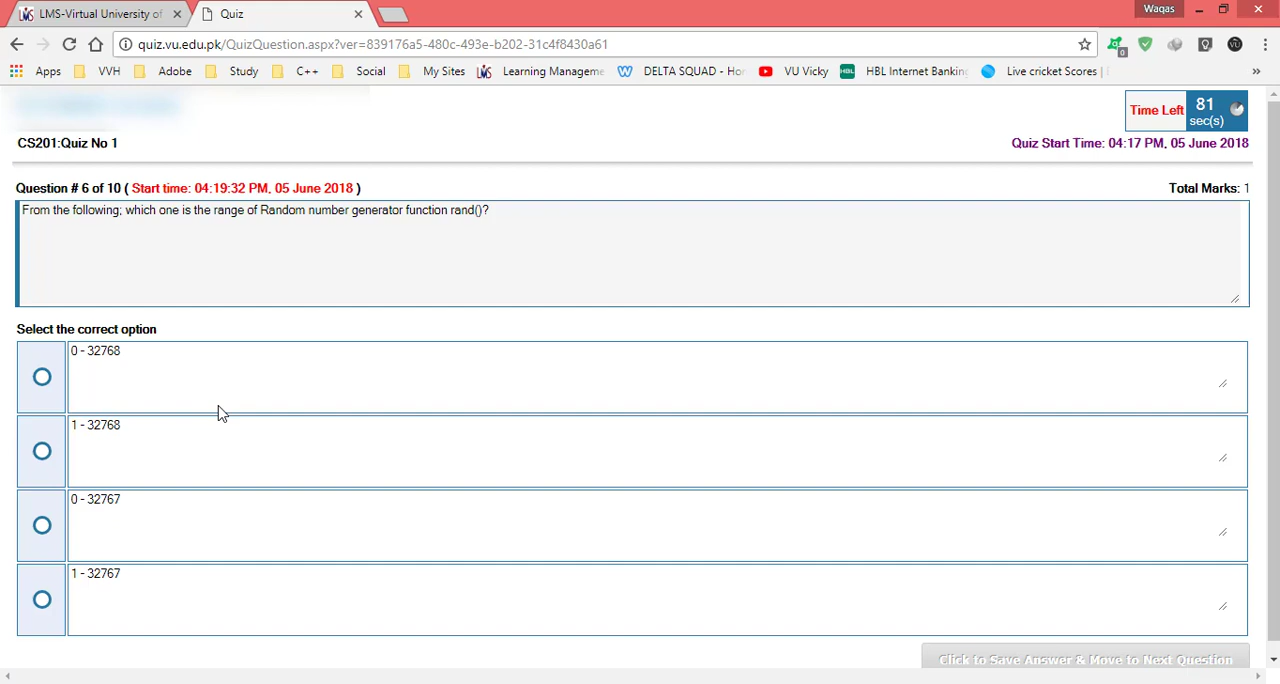 LMS-Virtual University of
Quiz
Waqas
quiz.vu.edu.pk/QuizQuestion.aspx?ver=839176a5-480c-493e-b202-31c4f8430a61
0
Apps VVH Adobe Study C++ Social My Sites Learning Manageme DELTA SQUAD - Hor VU Vicky HBL HBL Internet Banking Live cricket Scores |
Time Left 81 sec(s)
CS201:Quiz No 1
Quiz Start Time: 04:17 PM, 05 June 2018
Question # 6 of 10 ( Start time: 04:19:32 PM, 05 June 2018 )
Total Marks: 1
From the following; which one is the range of Random number generator function rand()?
Select the correct option
0 - 32768
1 - 32768
0 - 32767
1 - 32767
Click to Save Answer & Move to Next Question